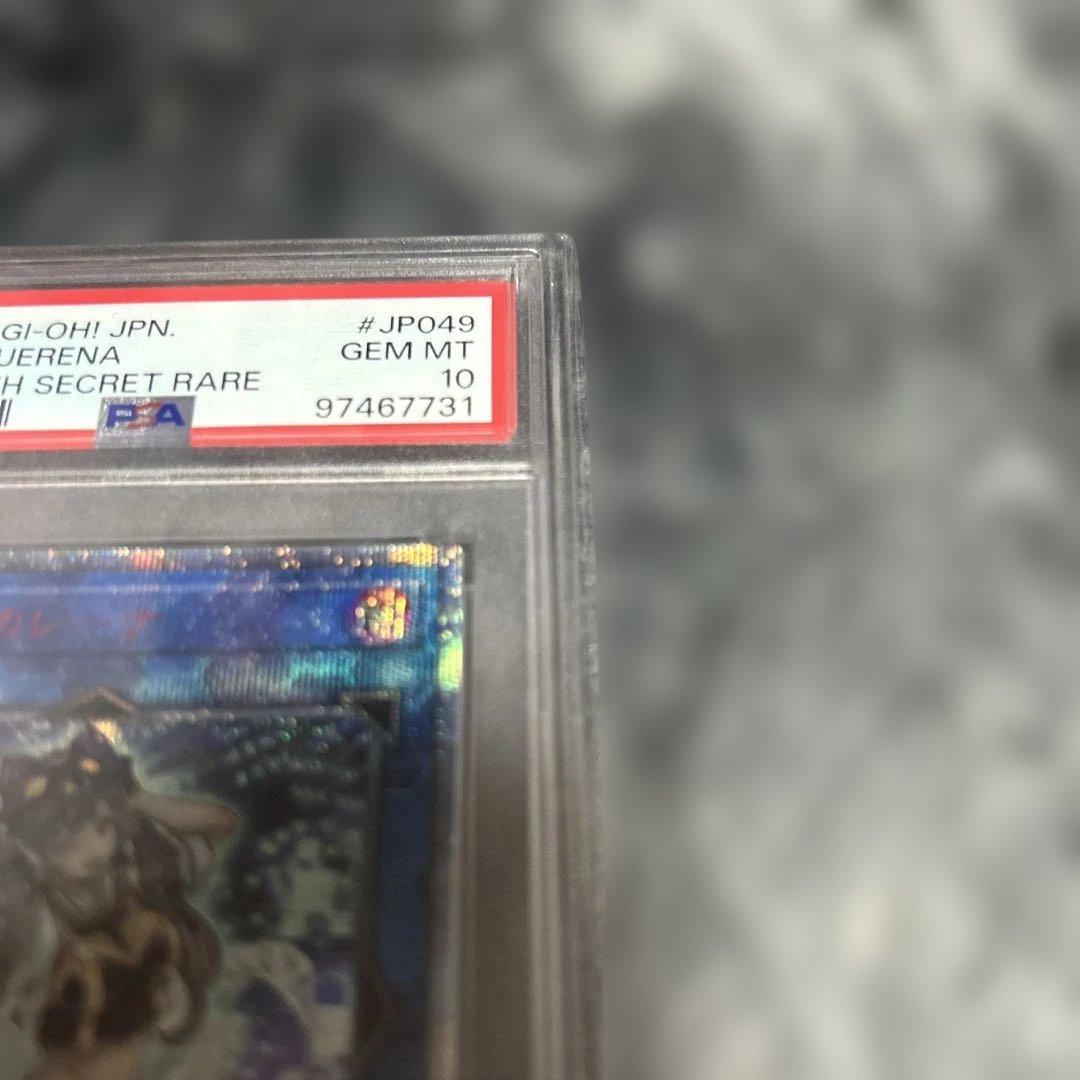 GI-OH! JPN. #JP049
UERENA GEM MT
H SECRET RARE 10
PSA 97467731